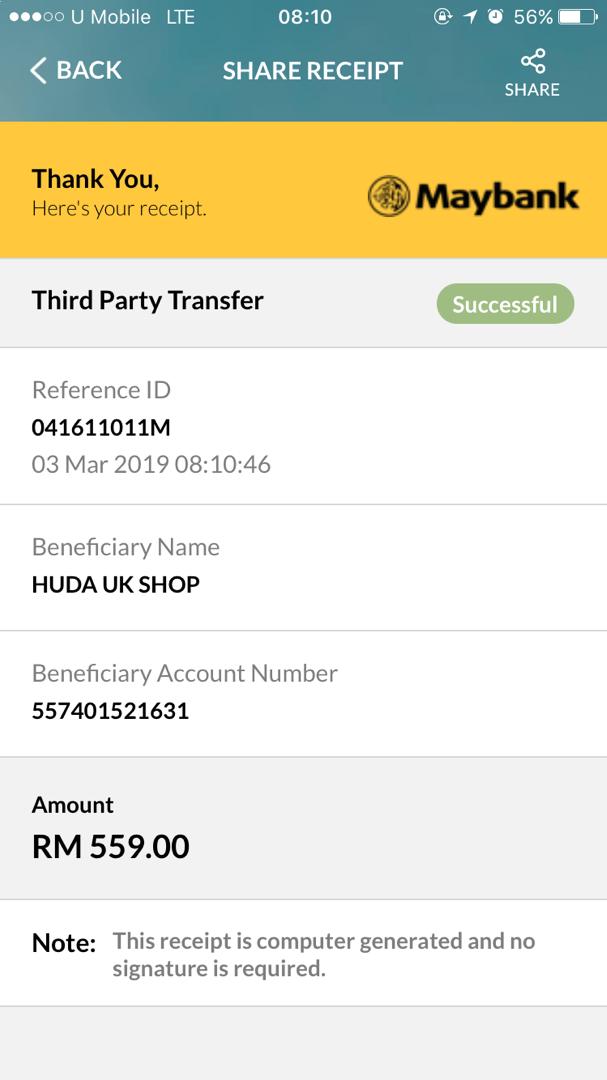 U Mobile LTE 08:10 56%
BACK SHARE RECEIPT SHARE
Thank You,
Here's your receipt.
Maybank
Third Party Transfer Successful
Reference ID
041611011M
03 Mar 2019 08:10:46
Beneficiary Name
HUDA UK SHOP
Beneficiary Account Number
557401521631
Amount
RM 559.00
Note: This receipt is computer generated and no
signature is required.